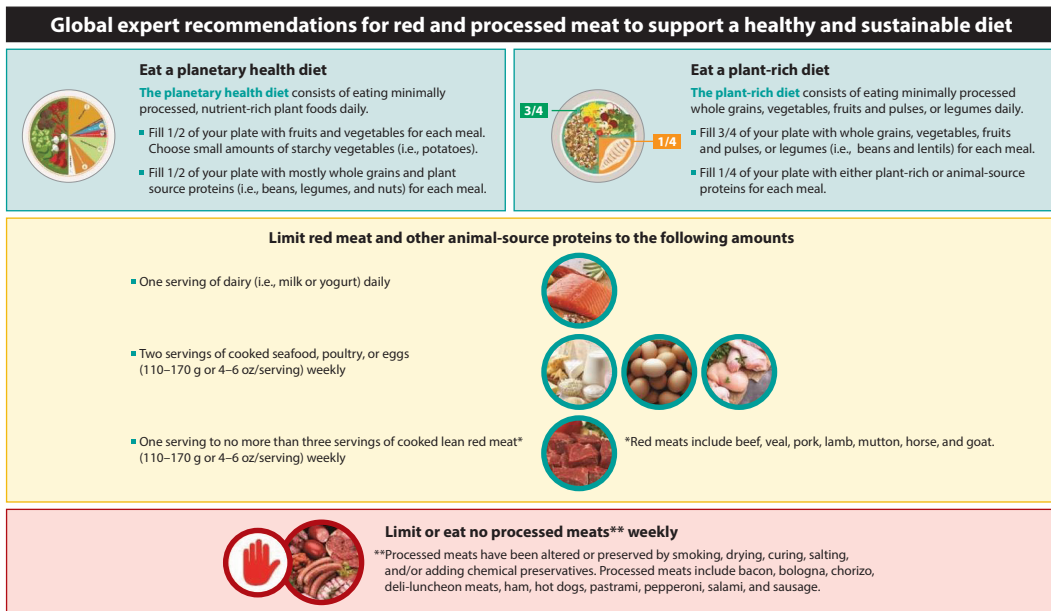 Global expert recommendations for red and processed meat to support a healthy and sustainable diet
Eat a planetary health diet
The planetary health diet consists of eating minimally
processed, nutrient-rich plant foods daily.
Fill 1/2 of your plate with fruits and vegetables for each meal.
Choose small amounts of starchy vegetables (i.e., potatoes).
Fill 1/2 of your plate with mostly whole grains and plant
source proteins (i.e., beans, legumes, and nuts) for each meal.
3/4
1/4
Eat a plant-rich diet
The plant-rich diet consists of eating minimally processed
whole grains, vegetables, fruits and pulses, or legumes daily.
Fill 3/4 of your plate with whole grains, vegetables, fruits
and pulses, or legumes (i.e., beans and lentils) for each meal.
Fill 1/4 of your plate with either plant-rich or animal-source
proteins for each meal.
Limit red meat and other animal-source proteins to the following amounts
One serving of dairy (i.e., milk or yogurt) daily
Two servings of cooked seafood, poultry, or eggs
(110–170 g or 4–6 oz/serving) weekly
One serving to no more than three servings of cooked lean red meat*
(110–170 g or 4–6 oz/serving) weekly
*Red meats include beef, veal, pork, lamb, mutton, horse, and goat.
Limit or eat no processed meats** weekly
**Processed meats have been altered or preserved by smoking, drying, curing, salting,
and/or adding chemical preservatives. Processed meats include bacon, bologna, chorizo,
deli-luncheon meats, ham, hot dogs, pastrami, pepperoni, salami, and sausage.